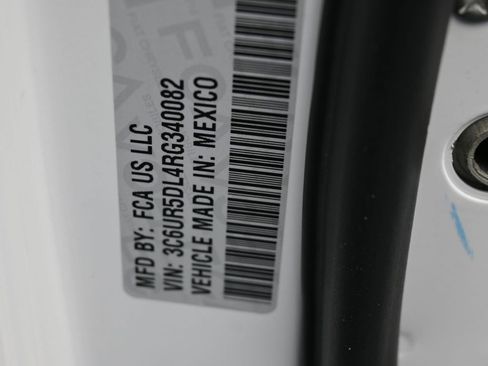 MFD BY: FCA US LLC
VIN: 3C6UR5DL4RG340082
VEHICLE MADE IN: MEXICO